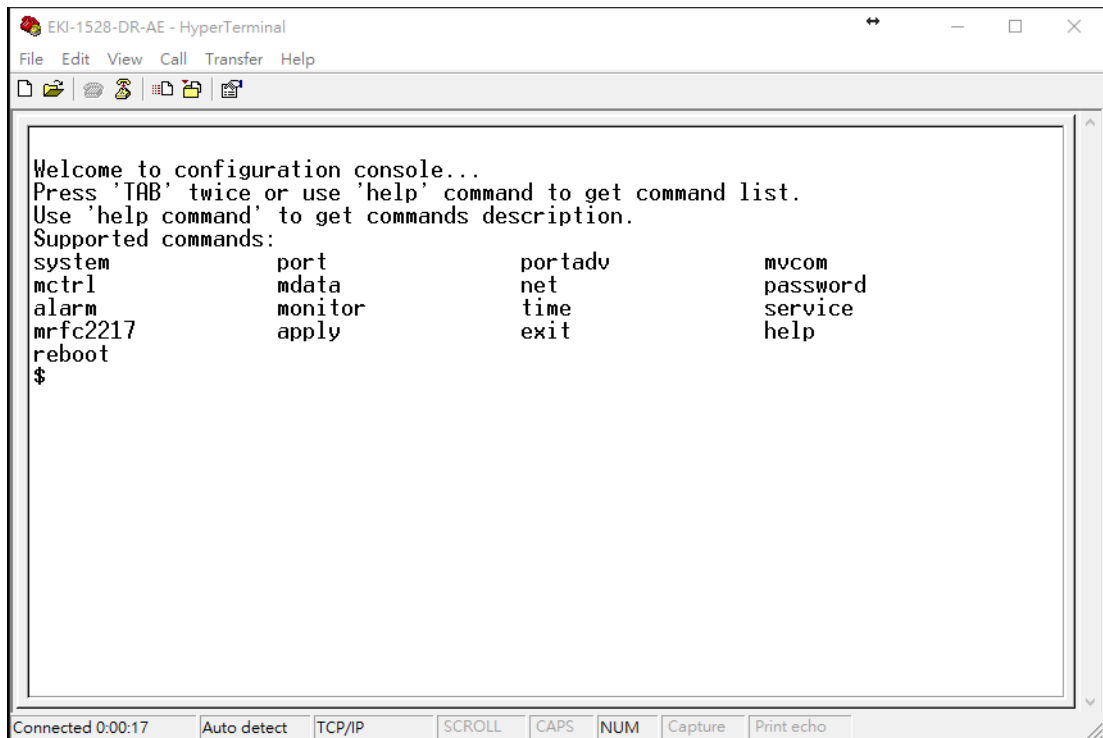 EKI-1528-DR-AE - HyperTerminal
File Edit View Call Transfer Help
Welcome to configuration console...
Press 'TAB' twice or use 'help' command to get command list.
Use 'help command' to get commands description.
Supported commands:
system port portadv mvcom
mctrl mdata net password
alarm monitor time service
mrfc2217 apply exit help
reboot
$
Connected 0:00:17 Auto detect TCP/IP SCROLL CAPS NUM Capture Print echo